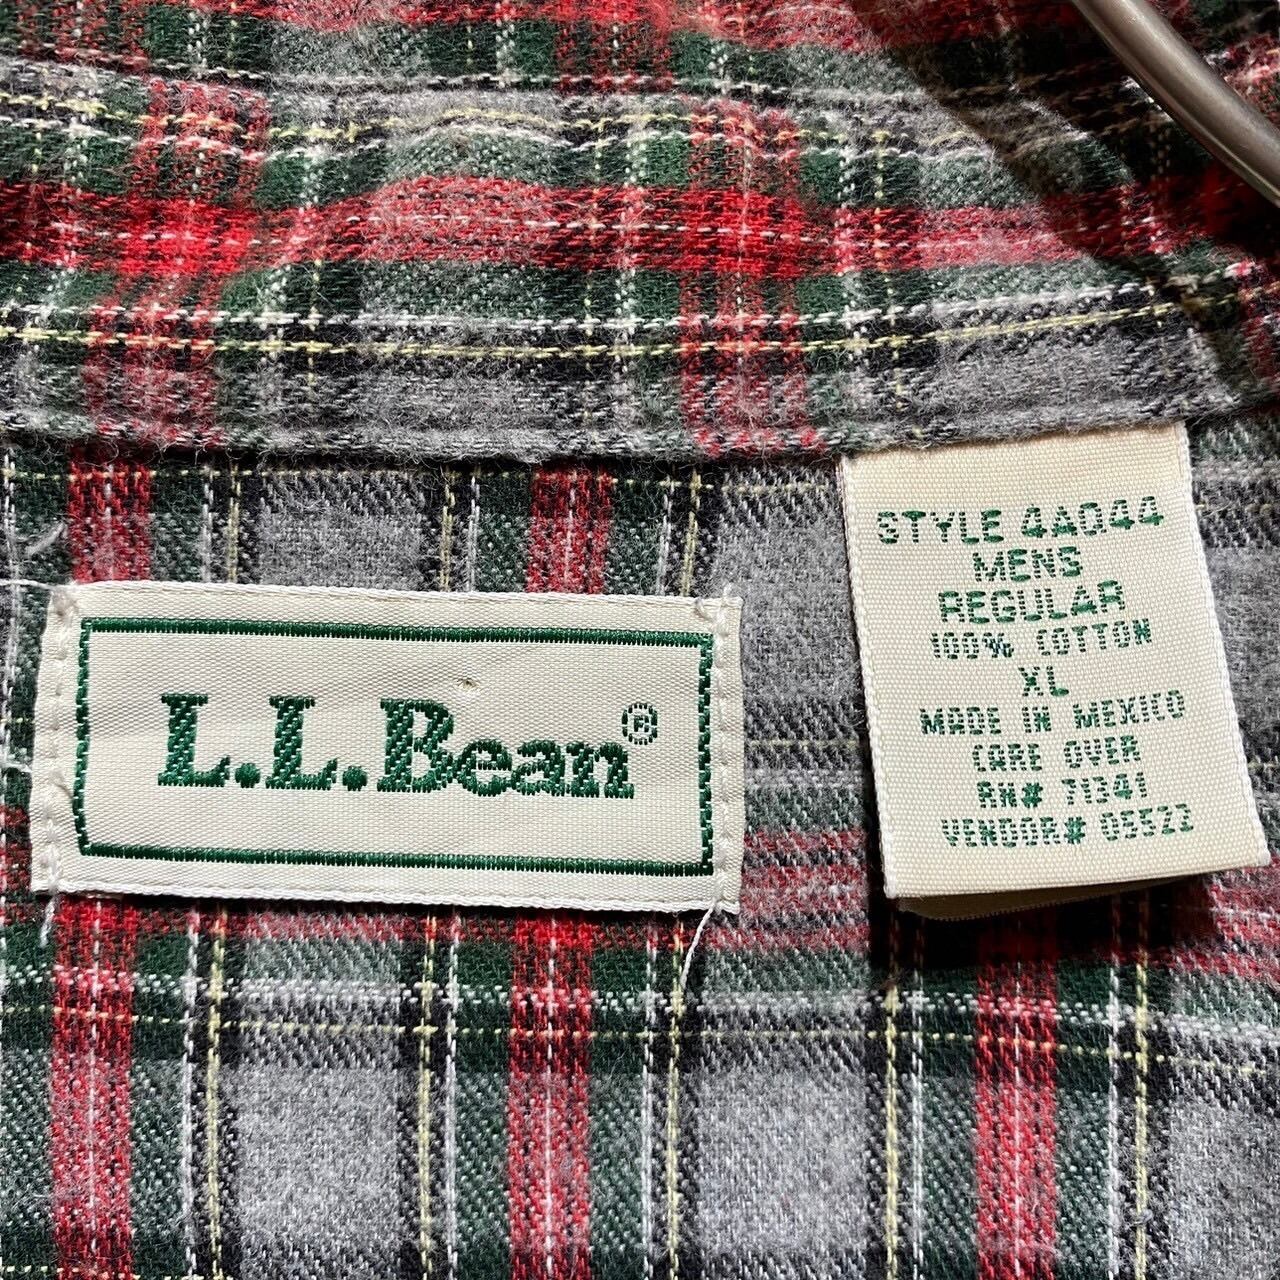 L.L.Bean®
STYLE 4A044
MENS
REGULAR
100% COTTON
XL
MADE IN MEXICO
CARE OVER
RN# 71341
VENDOR# 05522